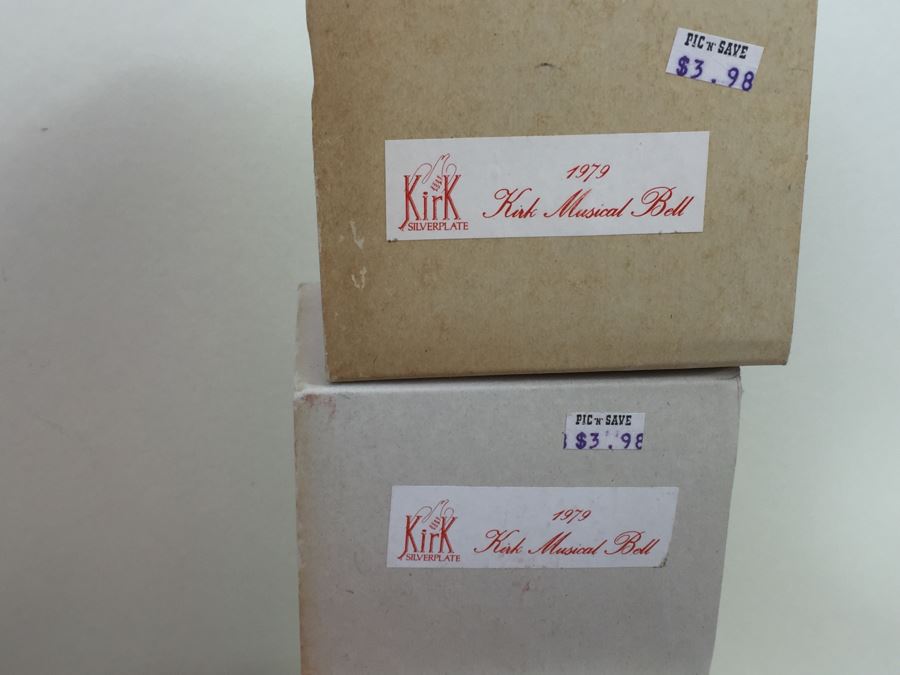 PIC 'N' SAVE
$3.98
1979
Kirk Musical Bell
Kirk
SILVERPLATE
PIC 'N' SAVE
$3.98
1979
Kirk Musical Bell
Kirk
SILVERPLATE